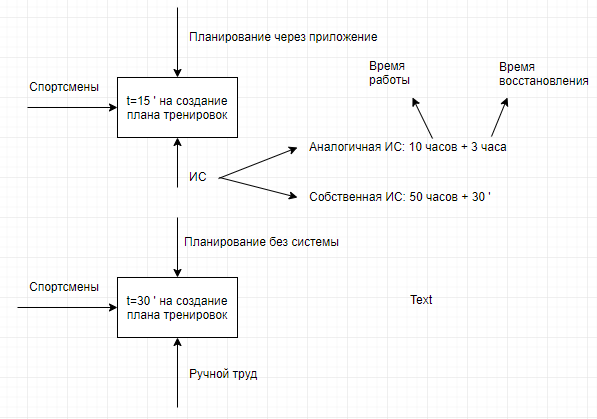 Планирование через приложение
Время
работы
Время
восстановления
Спортсмены
t=15 ' на создание
плана тренировок
Аналогичная ИС: 10 часов + 3 часа
ИС
Собственная ИС: 50 часов + 30 '
Планирование без системы
Спортсмены
t=30 ' на создание
плана тренировок
Text
Ручной труд